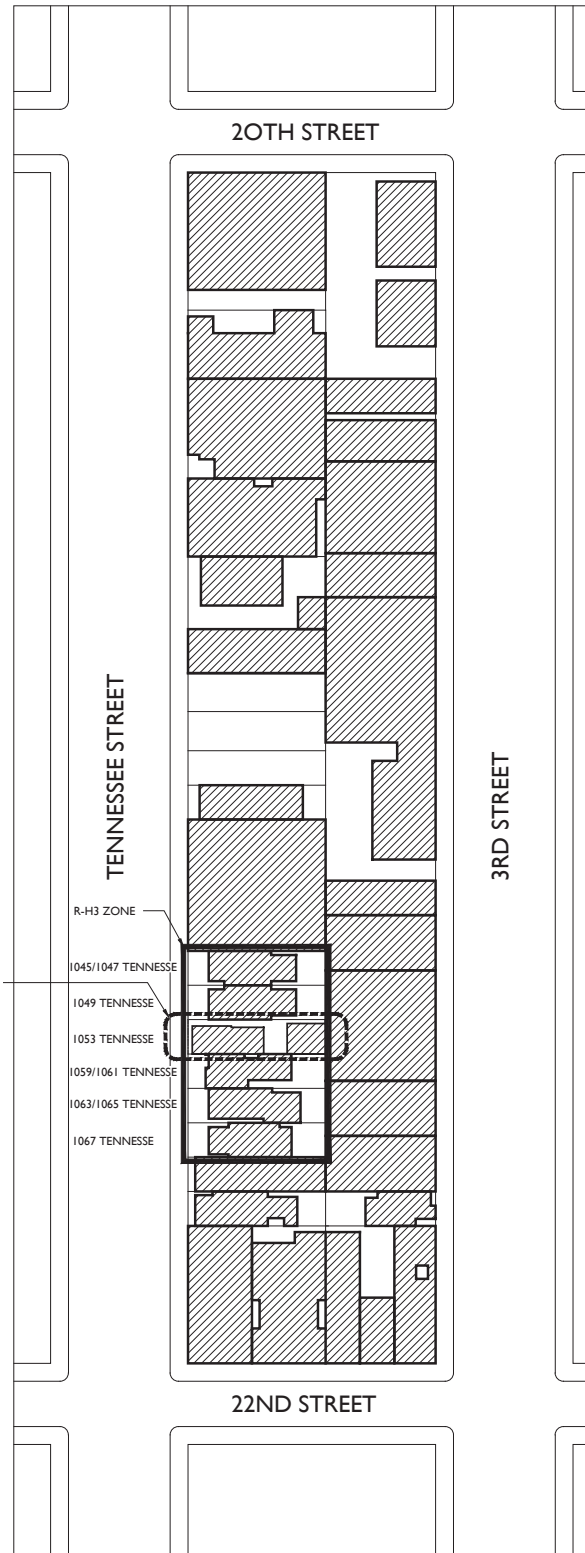 2OTH STREET
TENNESSEE STREET
3RD STREET
R-H3 ZONE
1045/1047 TENNESSE
1049 TENNESSE
1053 TENNESSE
1059/1061 TENNESSE
1063/1065 TENNESSE
1067 TENNESSE
22ND STREET